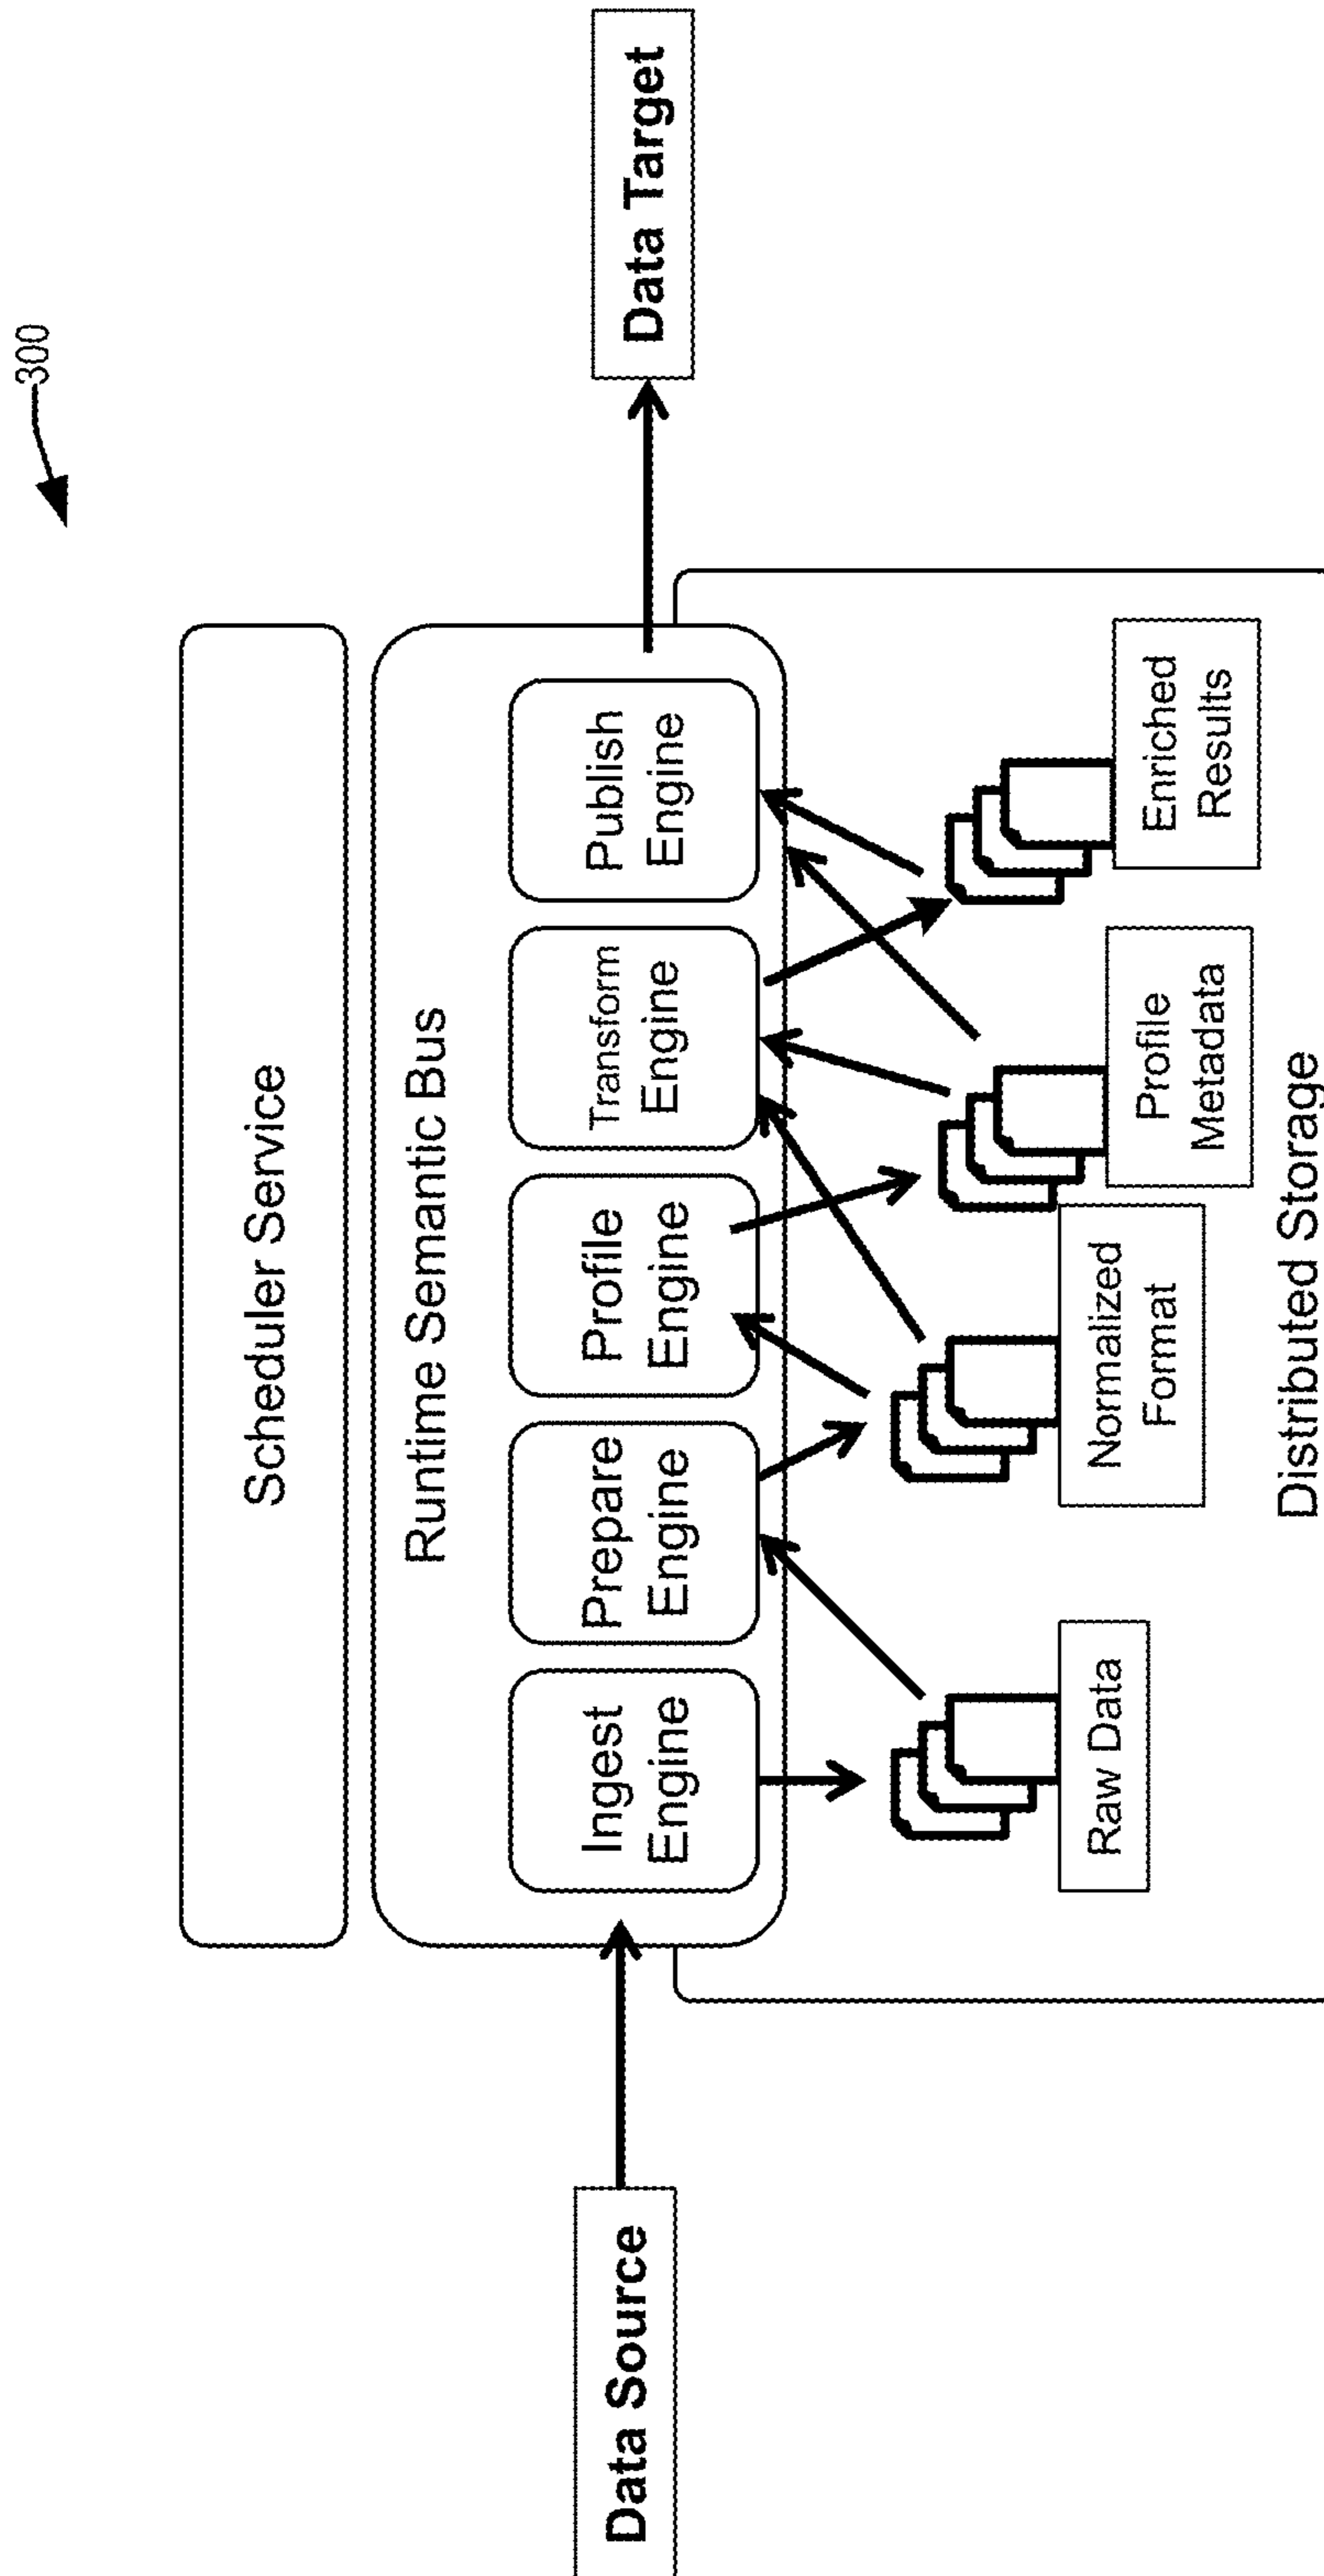 300
Scheduler Service
Runtime Semantic Bus
Data Source
Ingest
Engine
Prepare
Engine
Profile
Engine
Transform
Engine
Publish
Engine
Data Target
Raw Data
Normalized
Format
Profile
Metadata
Enriched
Results
Distributed Storage